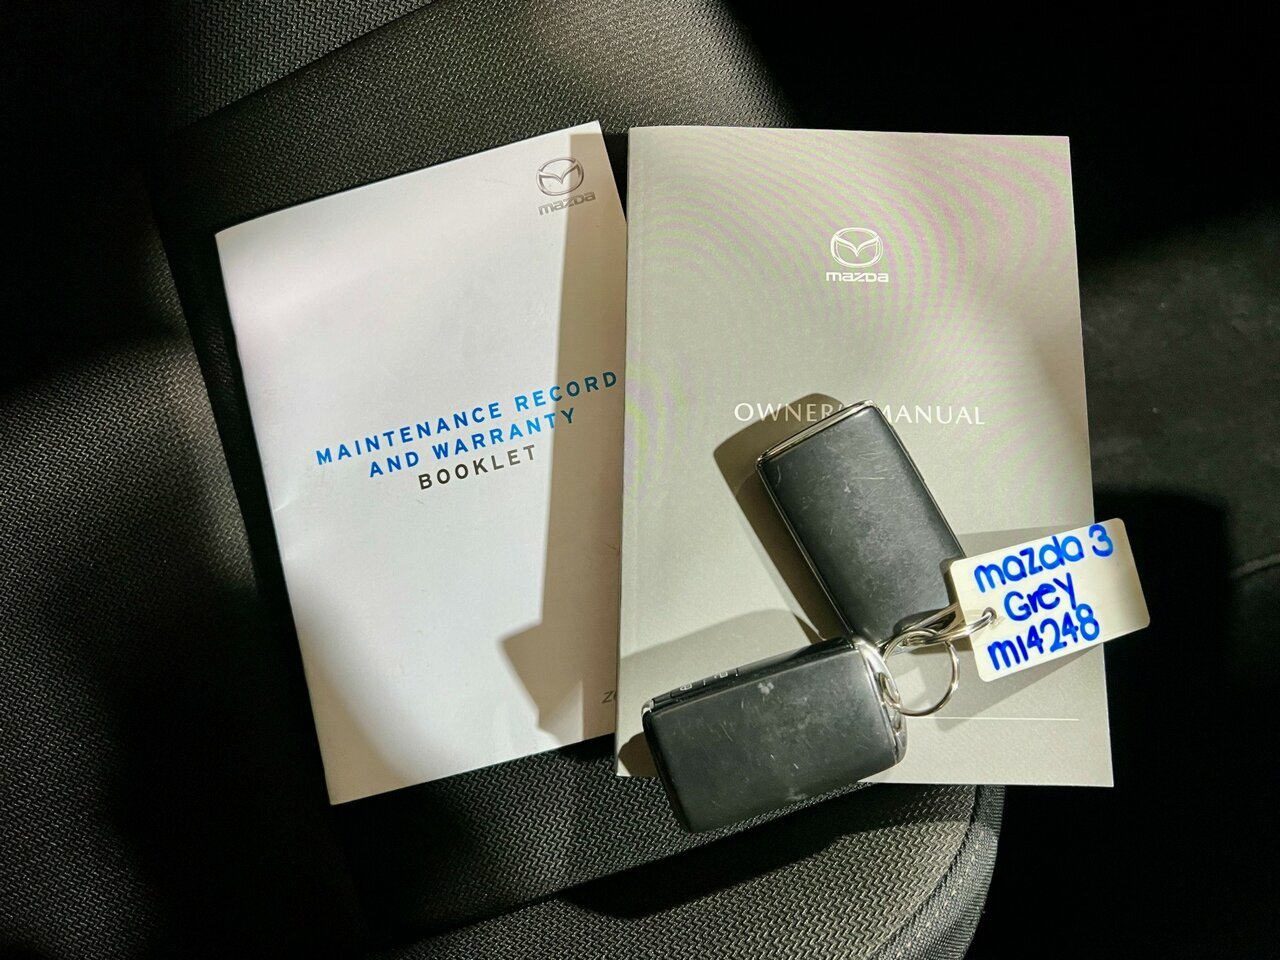 mazda
MAINTENANCE RECORD
AND WARRANTY
BOOKLET
mazda
OWNER'S MANUAL
mazda 3
Grey
m14248